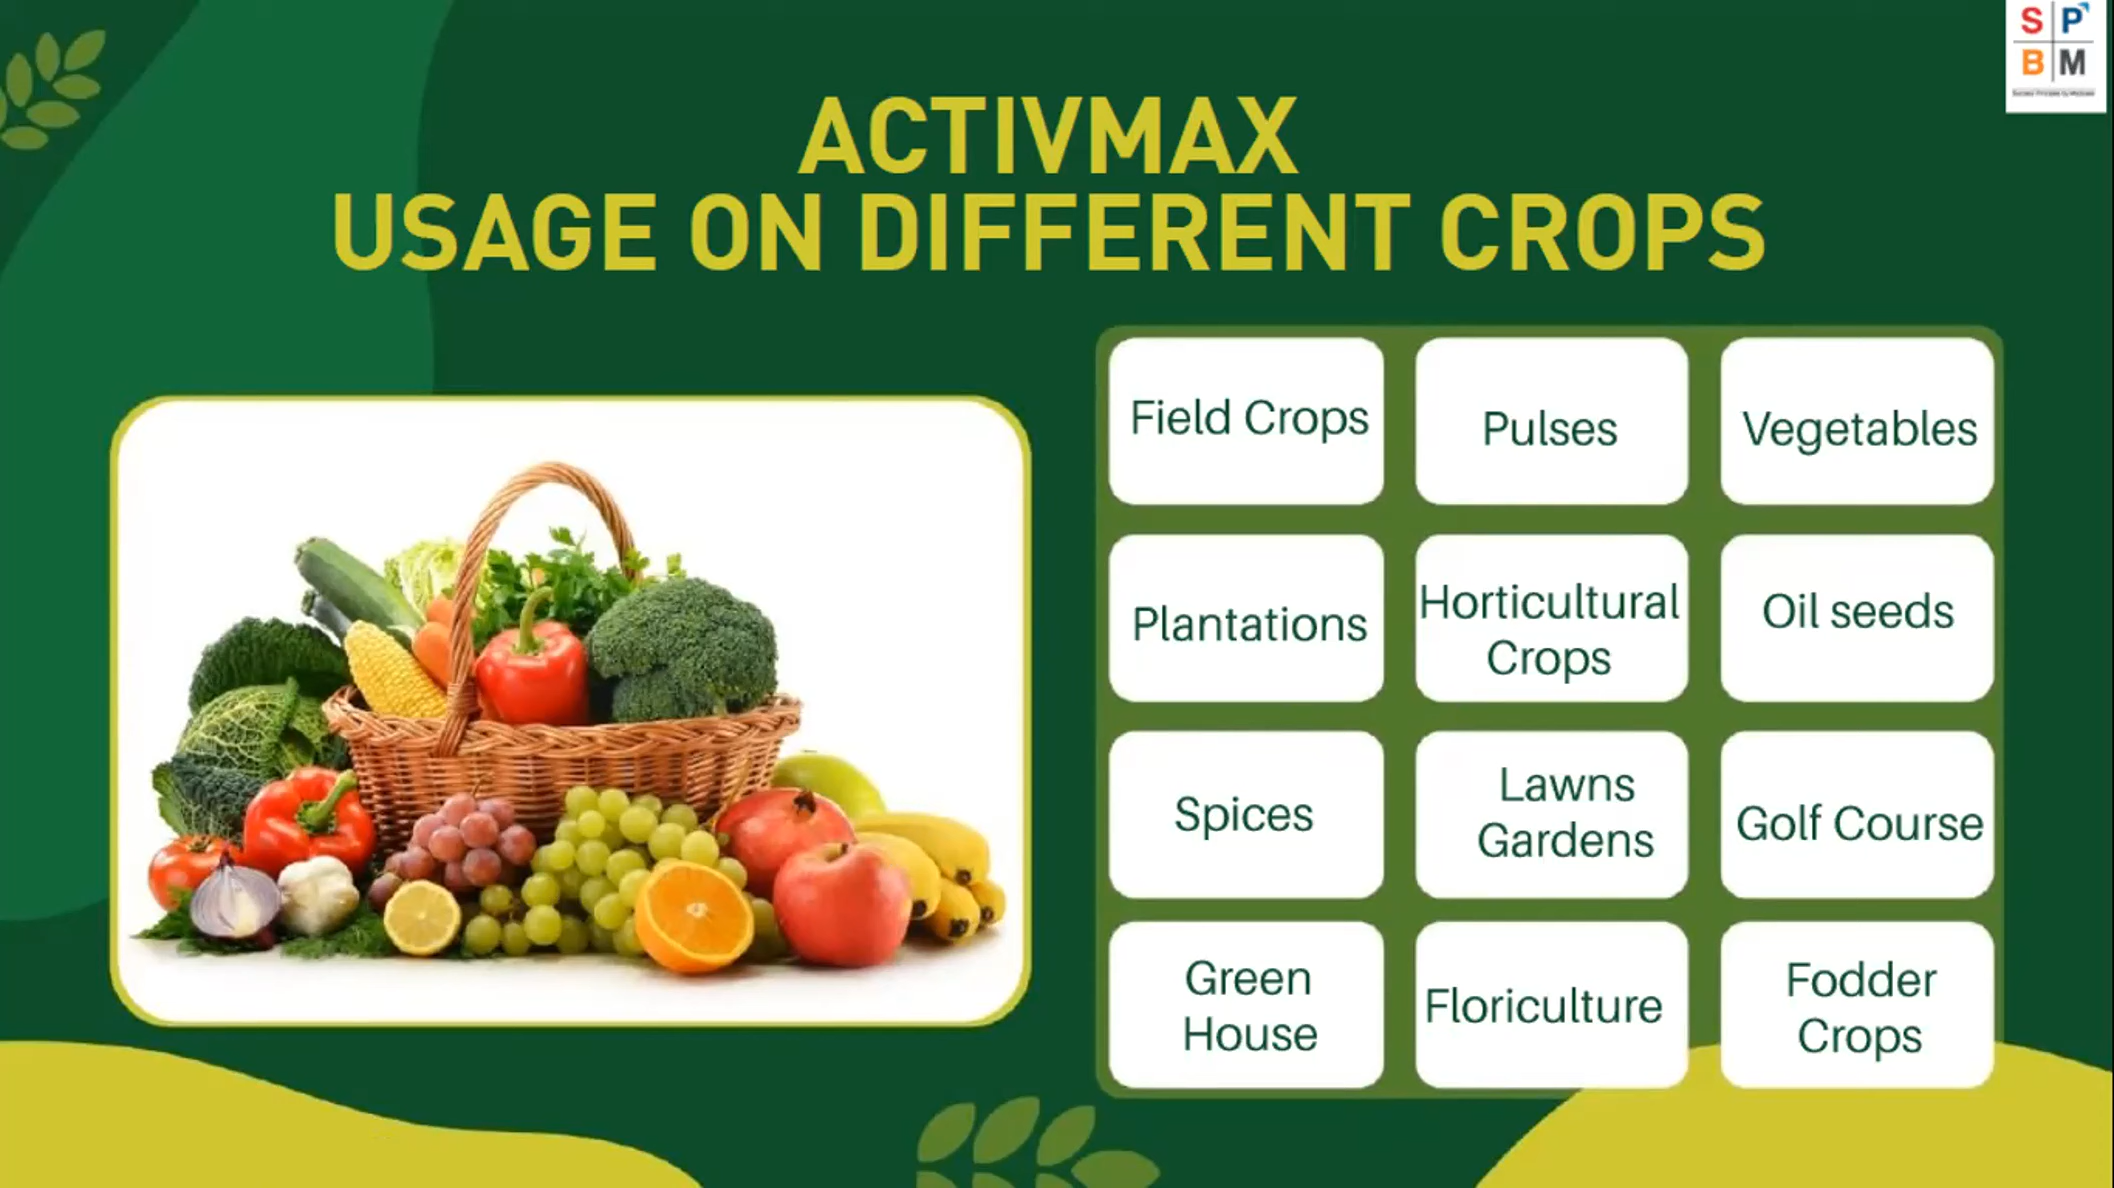 S P
B M
ACTIVMAX
USAGE ON DIFFERENT CROPS
Field Crops
Pulses
Vegetables
Plantations
Horticultural
Crops
Oil seeds
Spices
Lawns
Gardens
Golf Course
Green
House
Floriculture
Fodder
Crops